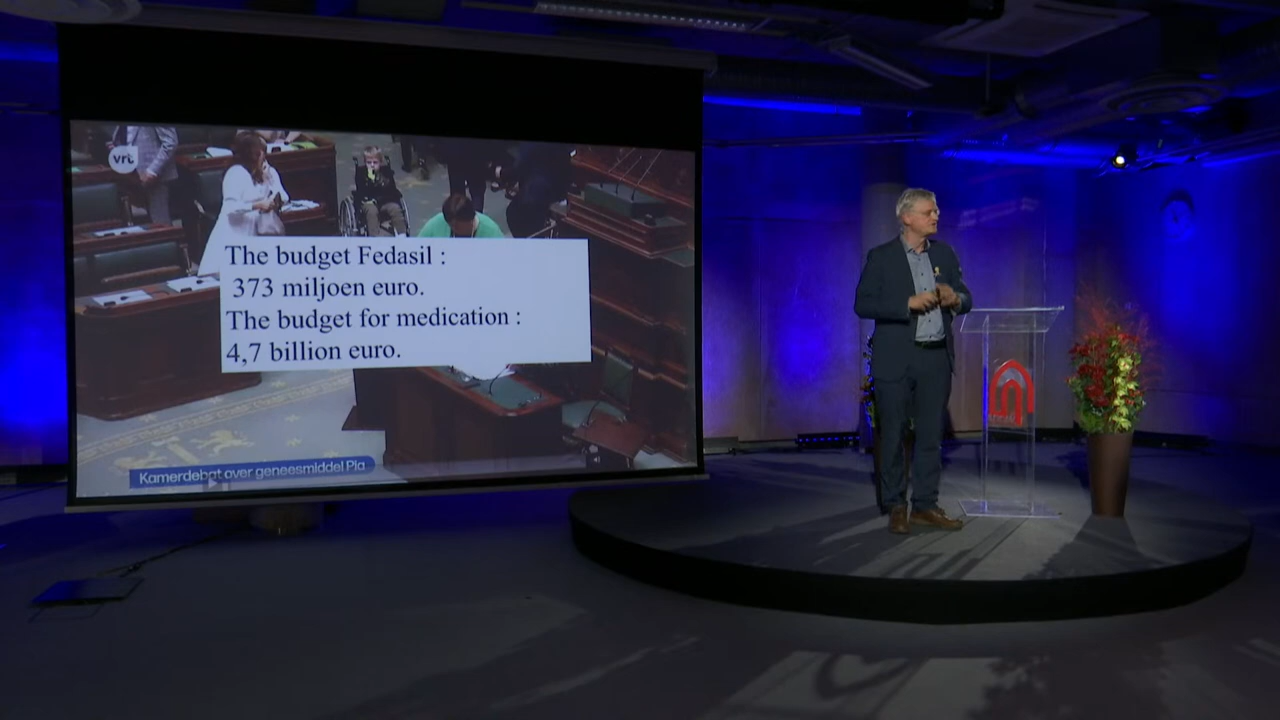 vrt
The budget Fedasil :
373 miljoen euro.
The budget for medication :
4,7 billion euro.
Kamerdebat over geneesmiddel Pia